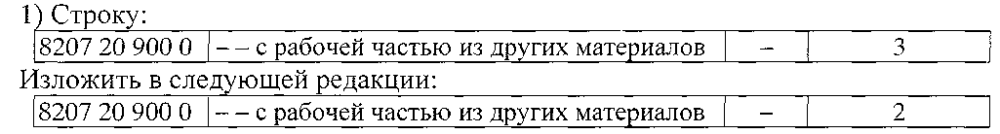 1) Строку:
8207 20 900 0 – – с рабочей частью из других материалов – 3
Изложить в следующей редакции:
8207 20 900 0 – – с рабочей частью из других материалов – 2